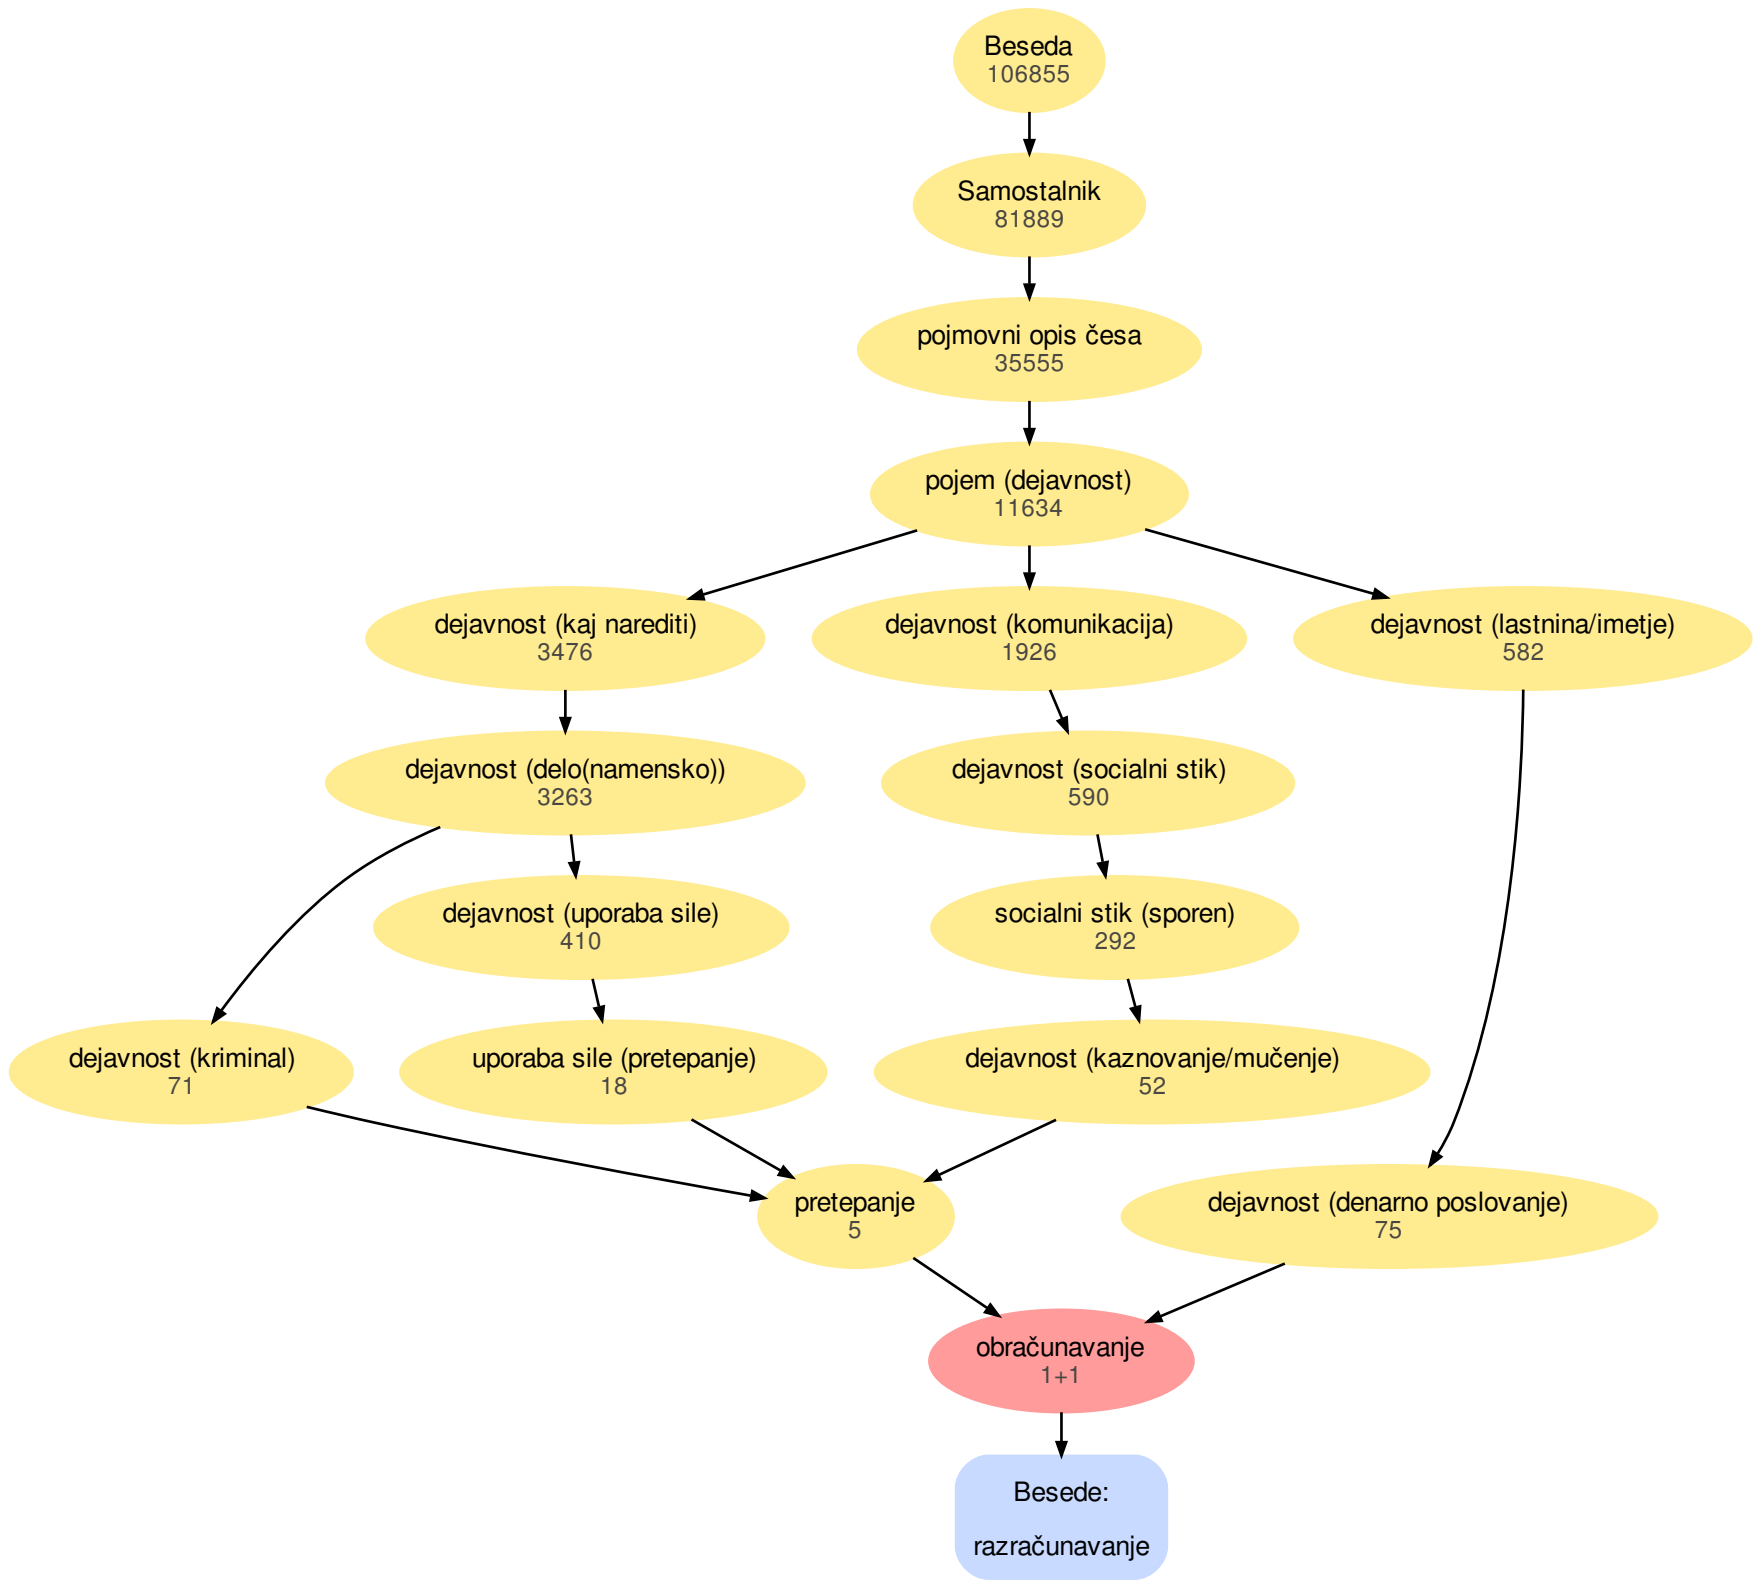 Beseda
106855
Samostalnik
81889
pojmovni opis česa
35555
pojem (dejavnost)
11634
dejavnost (kaj narediti)
3476
dejavnost (komunikacija)
1926
dejavnost (lastnina/imetje)
582
dejavnost (delo(namensko))
3263
dejavnost (socialni stik)
590
dejavnost (uporaba sile)
410
socialni stik (sporen)
292
dejavnost (kriminal)
71
uporaba sile (pretepanje)
18
dejavnost (kaznovanje/mučenje)
52
pretepanje
5
dejavnost (denarno poslovanje)
75
obračunavanje
1+1
Besede:
razračunavanje